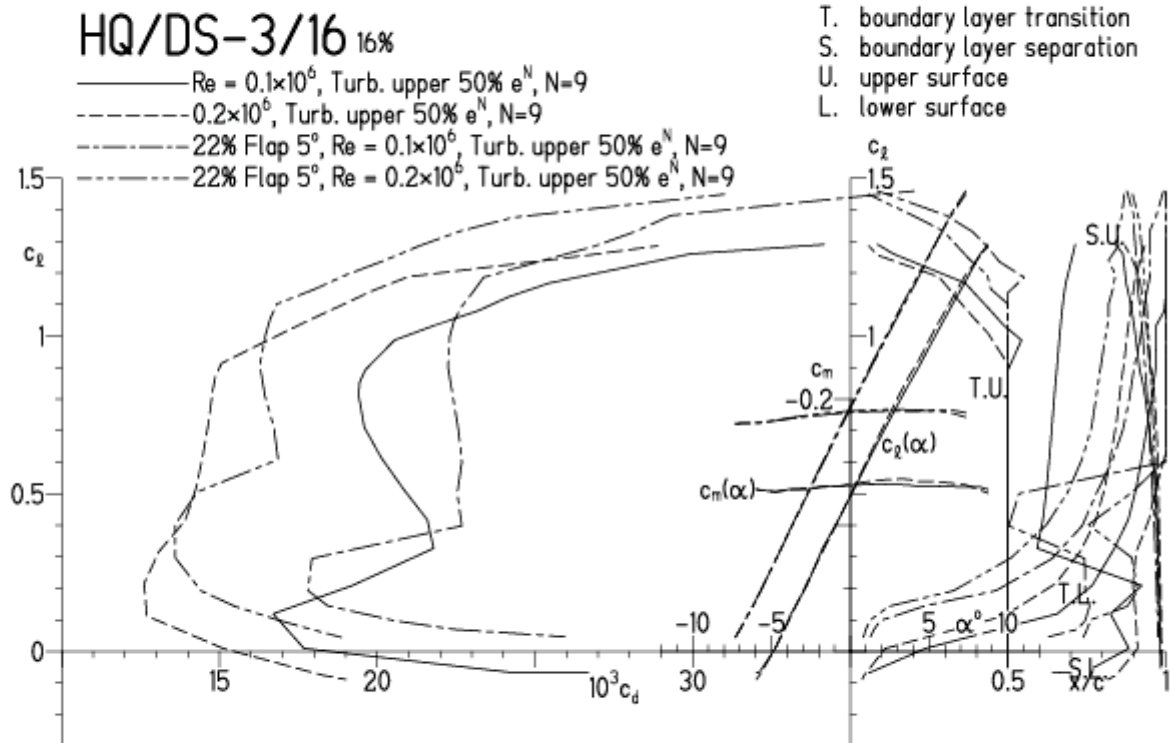 HQ/DS-3/16 16%
Re = 0.1×10⁶, Turb. upper 50% eᴺ, N=9
0.2×10⁶, Turb. upper 50% eᴺ, N=9
22% Flap 5°, Re = 0.1×10⁶, Turb. upper 50% eᴺ, N=9
22% Flap 5°, Re = 0.2×10⁶, Turb. upper 50% eᴺ, N=9
T. boundary layer transition
S. boundary layer separation
U. upper surface
L. lower surface
cℓ
1.5
1.5
S.U.
cℓ
1
1
cm
T.U.
-0.2
cℓ(α)
0.5
cm(α)
T.L.
-10
-5
5
α°
10
0
15
20
10³cd
30
0.5
S.L.
x/c
1